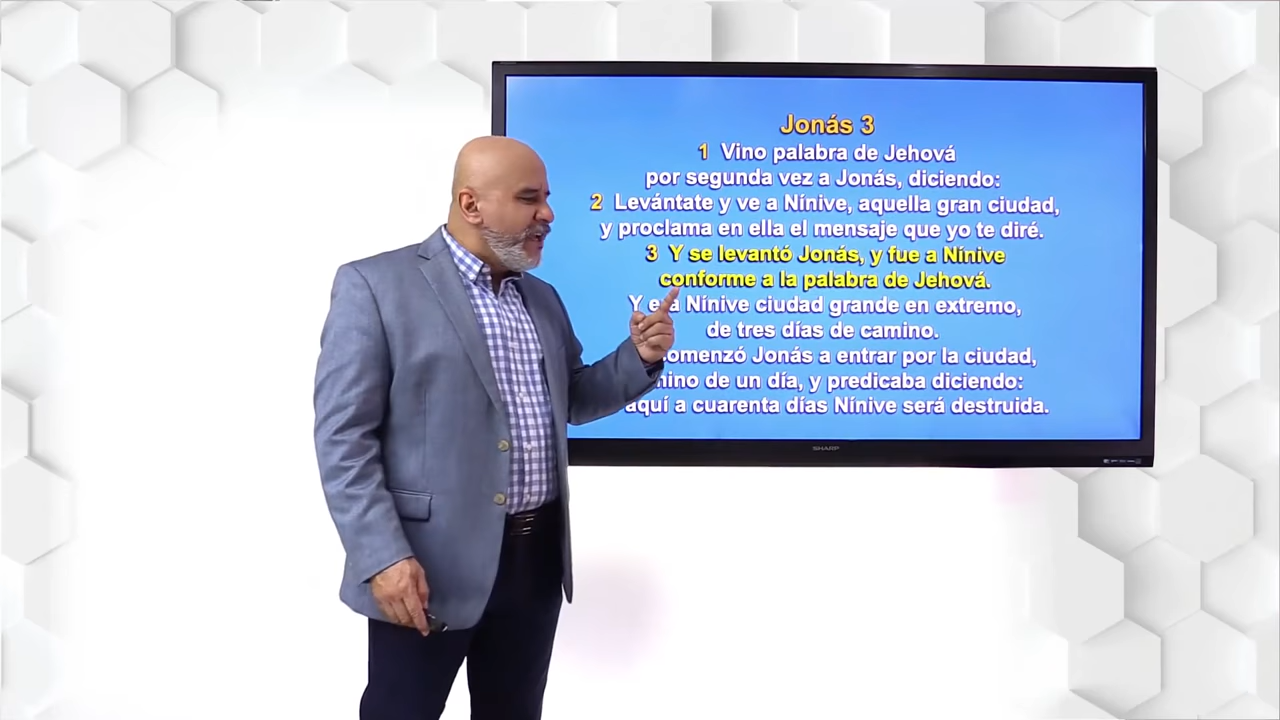 Jonás 3
1 Vino palabra de Jehová
por segunda vez a Jonás, diciendo:
2 Levántate y ve a Nínive, aquella gran ciudad,
y proclama en ella el mensaje que yo te diré.
3 Y se levantó Jonás, y fue a Nínive
conforme a la palabra de Jehová.
Y era Nínive ciudad grande en extremo,
de tres días de camino.
comenzó Jonás a entrar por la ciudad,
de un día, y predicaba diciendo:
aquí a cuarenta días Nínive será destruida.
SHARP